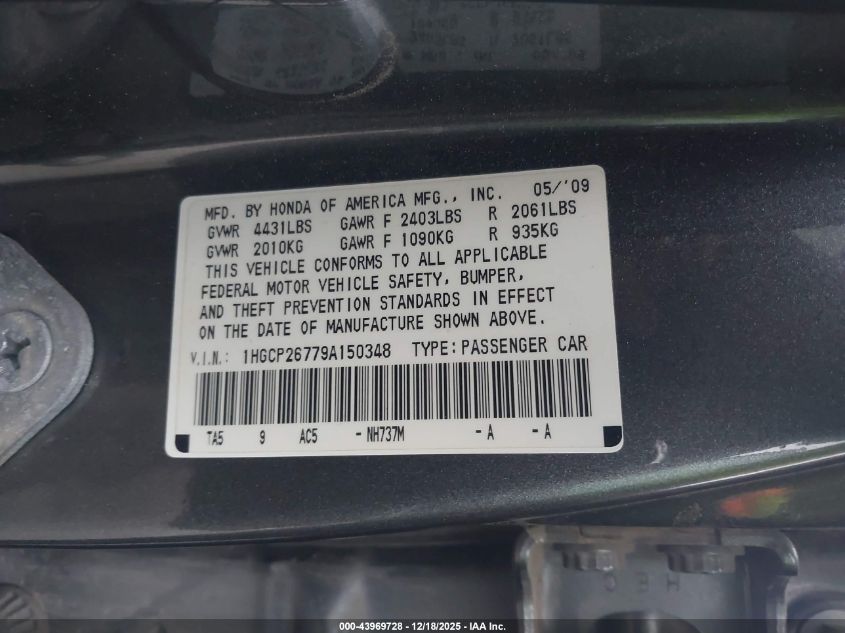 MFD. BY HONDA OF AMERICA MFG., INC. 05/'09
GVWR 4431LBS GAWR F 2403LBS R 2061LBS
GVWR 2010KG GAWR F 1090KG R 935KG
THIS VEHICLE CONFORMS TO ALL APPLICABLE
FEDERAL MOTOR VEHICLE SAFETY, BUMPER,
AND THEFT PREVENTION STANDARDS IN EFFECT
ON THE DATE OF MANUFACTURE SHOWN ABOVE.
V.I.N.: 1HGCP26779A150348 TYPE: PASSENGER CAR
TA5 9 AC5 - NH737M - A - A
000-43969728 - 12/18/2025 - IAA Inc.